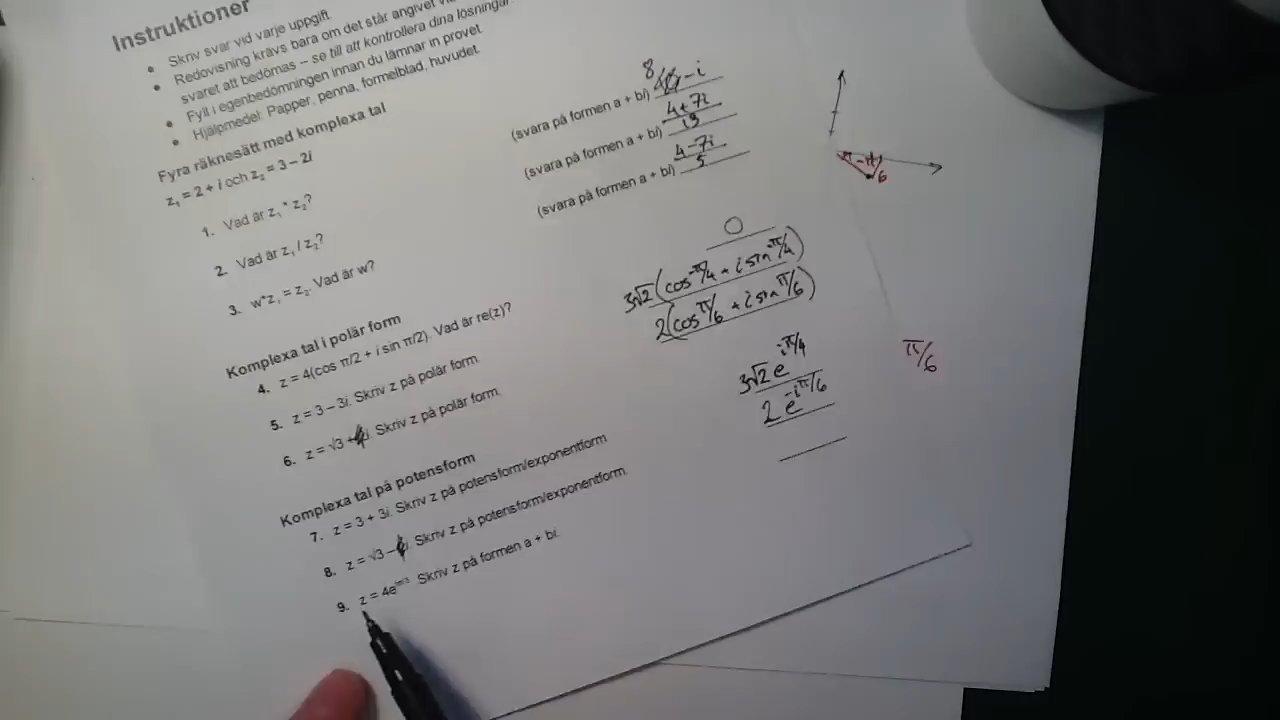 Instruktioner
• Skriv svar vid varje uppgift.
• Redovisning krävs bara om det står angivet
svaret att bedömas – se till att kontrollera dina lösningar
• Fyll i egenbedömningen innan du lämnar in provet.
• Hjälpmedel: Papper, penna, formelblad, huvudet.
Fyra räknesätt med komplexa tal
z₁ = 2 + i och z₂ = 3 – 2i
1. Vad är z₁ * z₂? (svara på formen a + bi) 8 - i
2. Vad är z₁ / z₂? (svara på formen a + bi) 4+7i / 13
3. w*z₁ = z₂. Vad är w? (svara på formen a + bi) 4-7i / 5
Komplexa tal i polär form
4. z = 4(cos π/2 + i sin π/2). Vad är re(z)? 0
5. z = 3 – 3i. Skriv z på polär form. 3√2(cos -π/4 + i sin -π/4)
6. z = √3 + i. Skriv z på polär form. 2(cos π/6 + i sin π/6)
Komplexa tal på potensform
7. z = 3 + 3i. Skriv z på potensform/exponentform 3√2 e^iπ/4
8. z = √3 – i. Skriv z på potensform/exponentform 2 e^-iπ/6
9. z = 4e Skriv z på formen a + bi
π/6